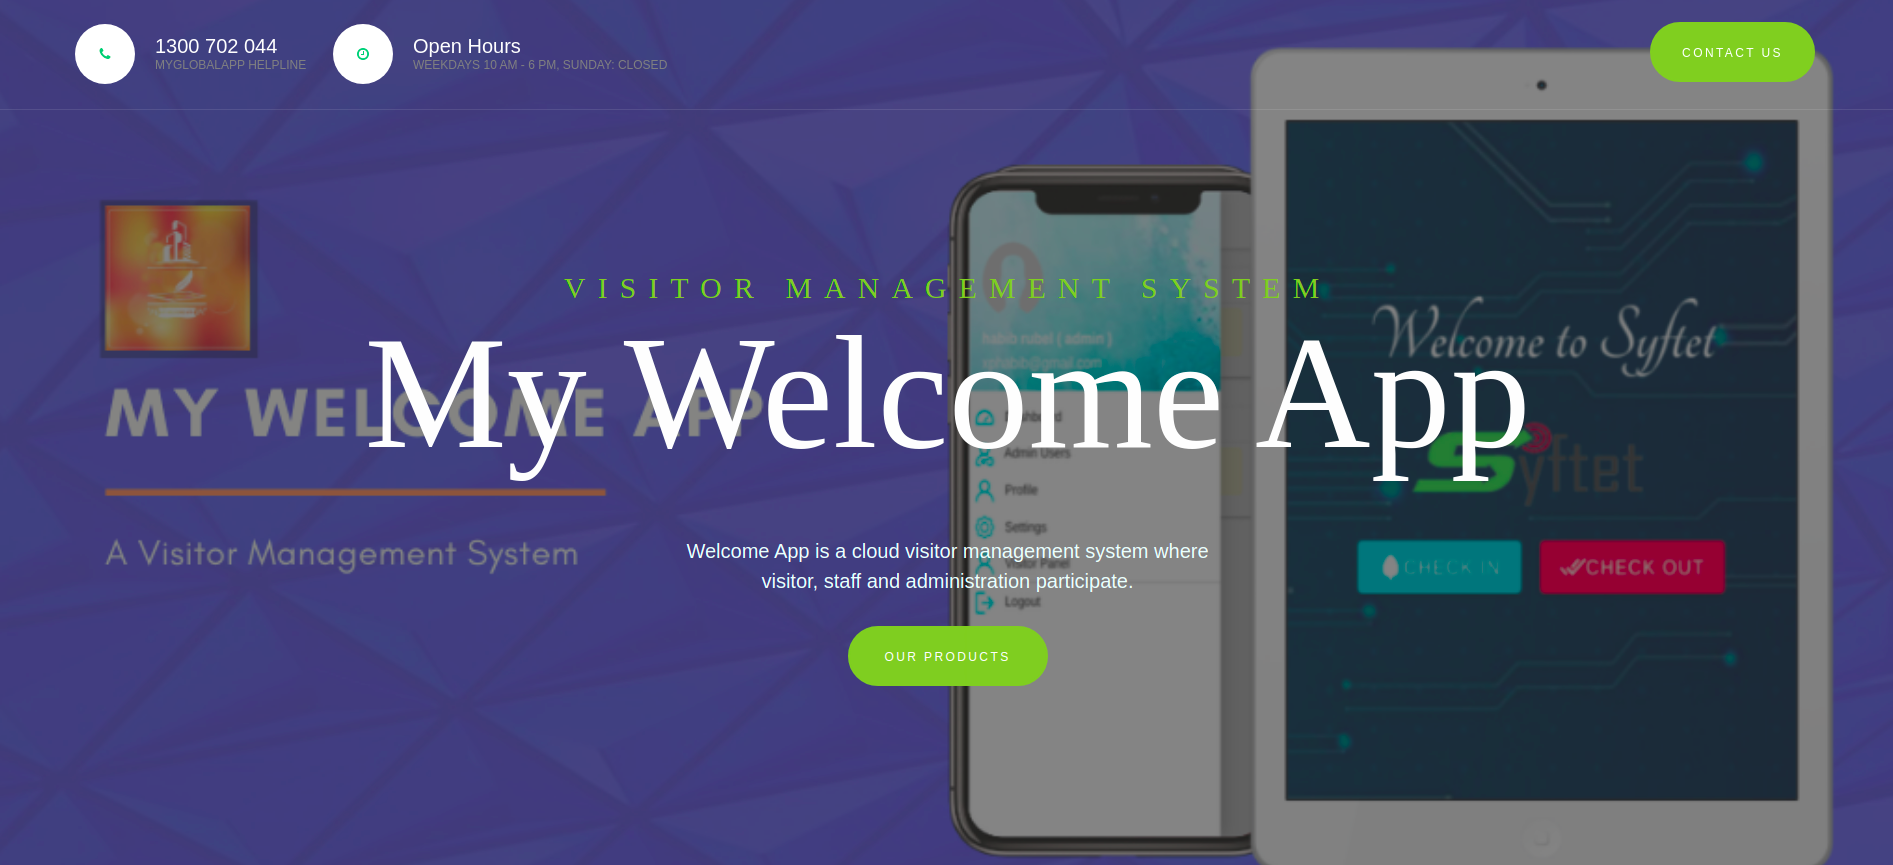 1300 702 044
MYGLOBALAPP HELPLINE
Open Hours
WEEKDAYS 10 AM - 6 PM, SUNDAY: CLOSED
CONTACT US
VISITOR MANAGEMENT SYSTEM
My Welcome App
Welcome App is a cloud visitor management system where
visitor, staff and administration participate.
OUR PRODUCTS
MY WELCOME APP
A Visitor Management System
habib rubel ( admin )
Dashboard
Admin Users
Profile
Settings
Visitor Panel
Logout
Welcome to Syftet
Syftet
CHECK IN
CHECK OUT